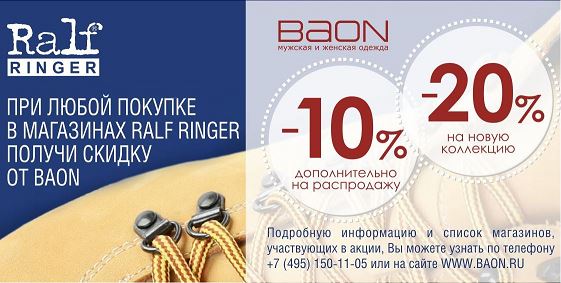 Ralf
RINGER
ПРИ ЛЮБОЙ ПОКУПКЕ
В МАГАЗИНАХ RALF RINGER
ПОЛУЧИ СКИДКУ
ОТ BAON
BAON
мужская и женская одежда
-10%
дополнительно
на распродажу
-20%
на новую
коллекцию
Подробную информацию и список магазинов,
участвующих в акции, Вы можете узнать по телефону
+7 (495) 150-11-05 или на сайте WWW.BAON.RU